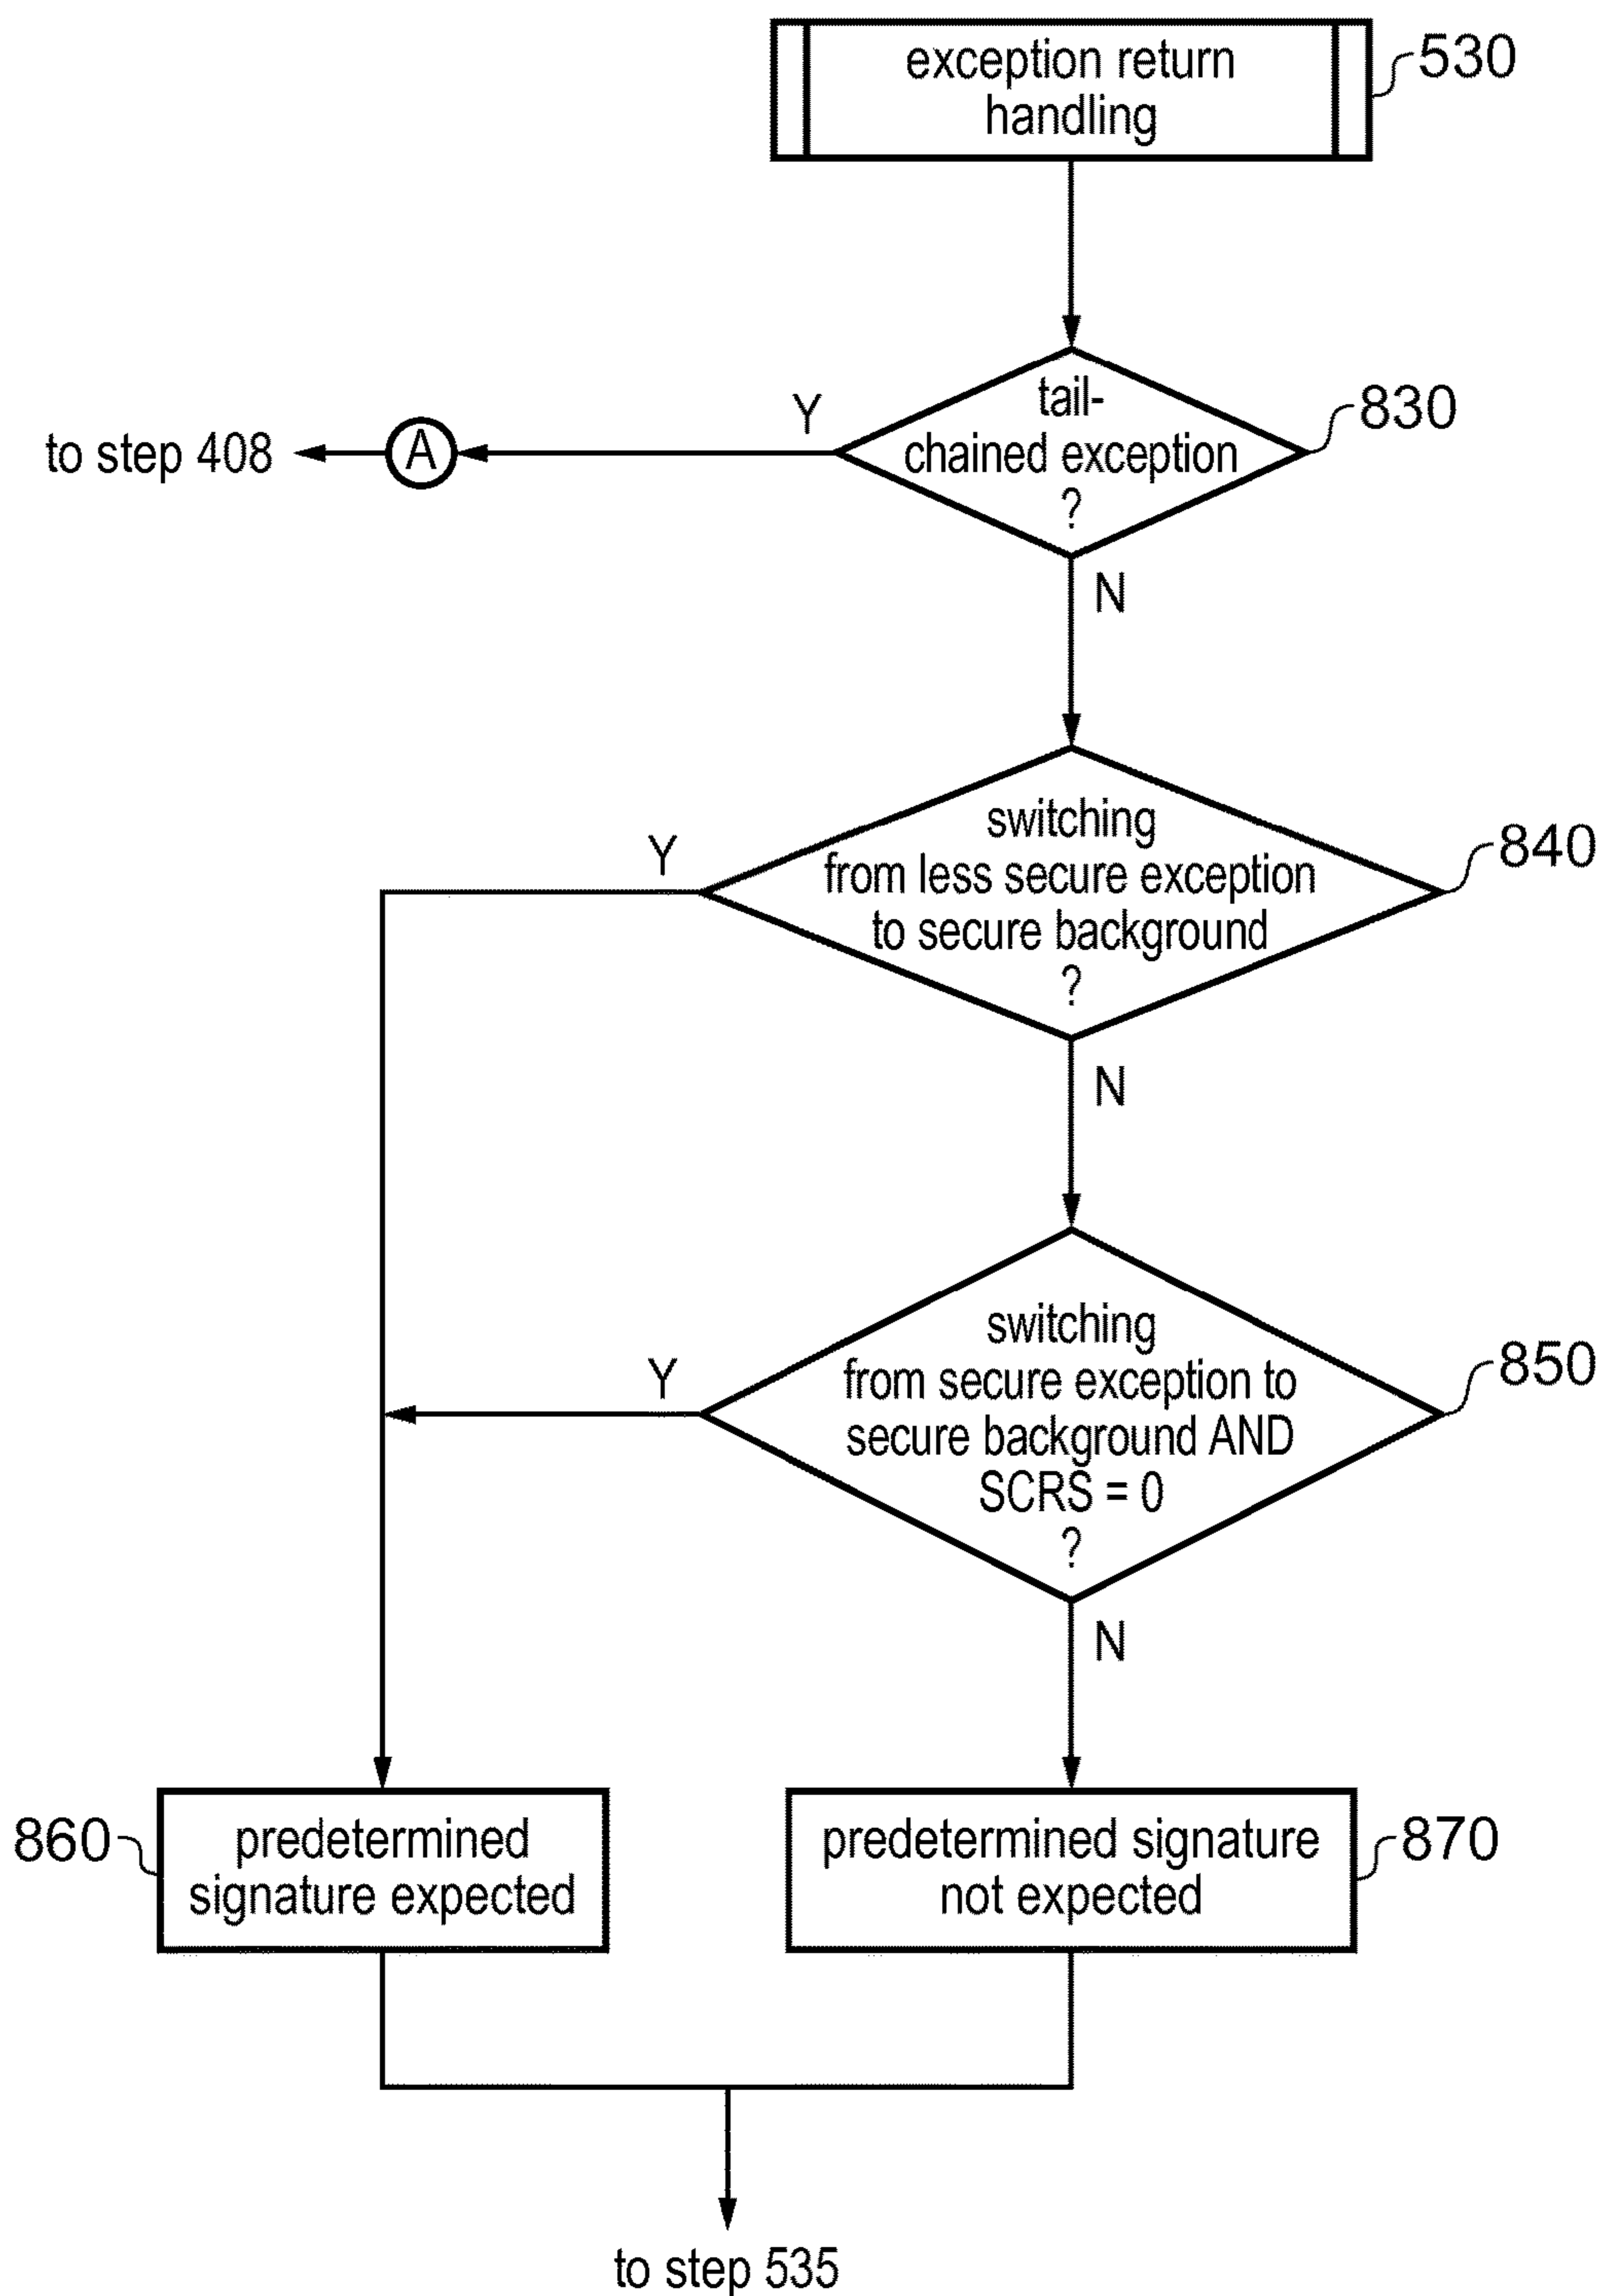 exception return
handling
530
tail-
chained exception
?
830
Y
A
to step 408
N
switching
from less secure exception
to secure background
?
840
Y
N
switching
from secure exception to
secure background AND
SCRS = 0
?
850
Y
N
860
predetermined
signature expected
predetermined signature
not expected
870
to step 535